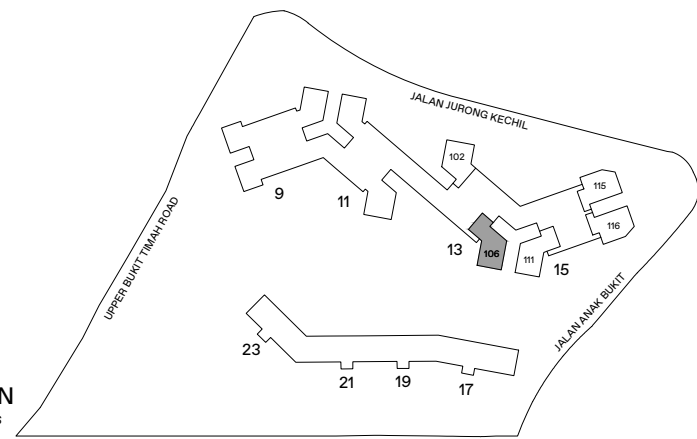 JALAN JURONG KECHIL
102
115
9
11
116
13
106
111
15
UPPER BUKIT TIMAH ROAD
JALAN ANAK BUKIT
23
21
19
17
N
s